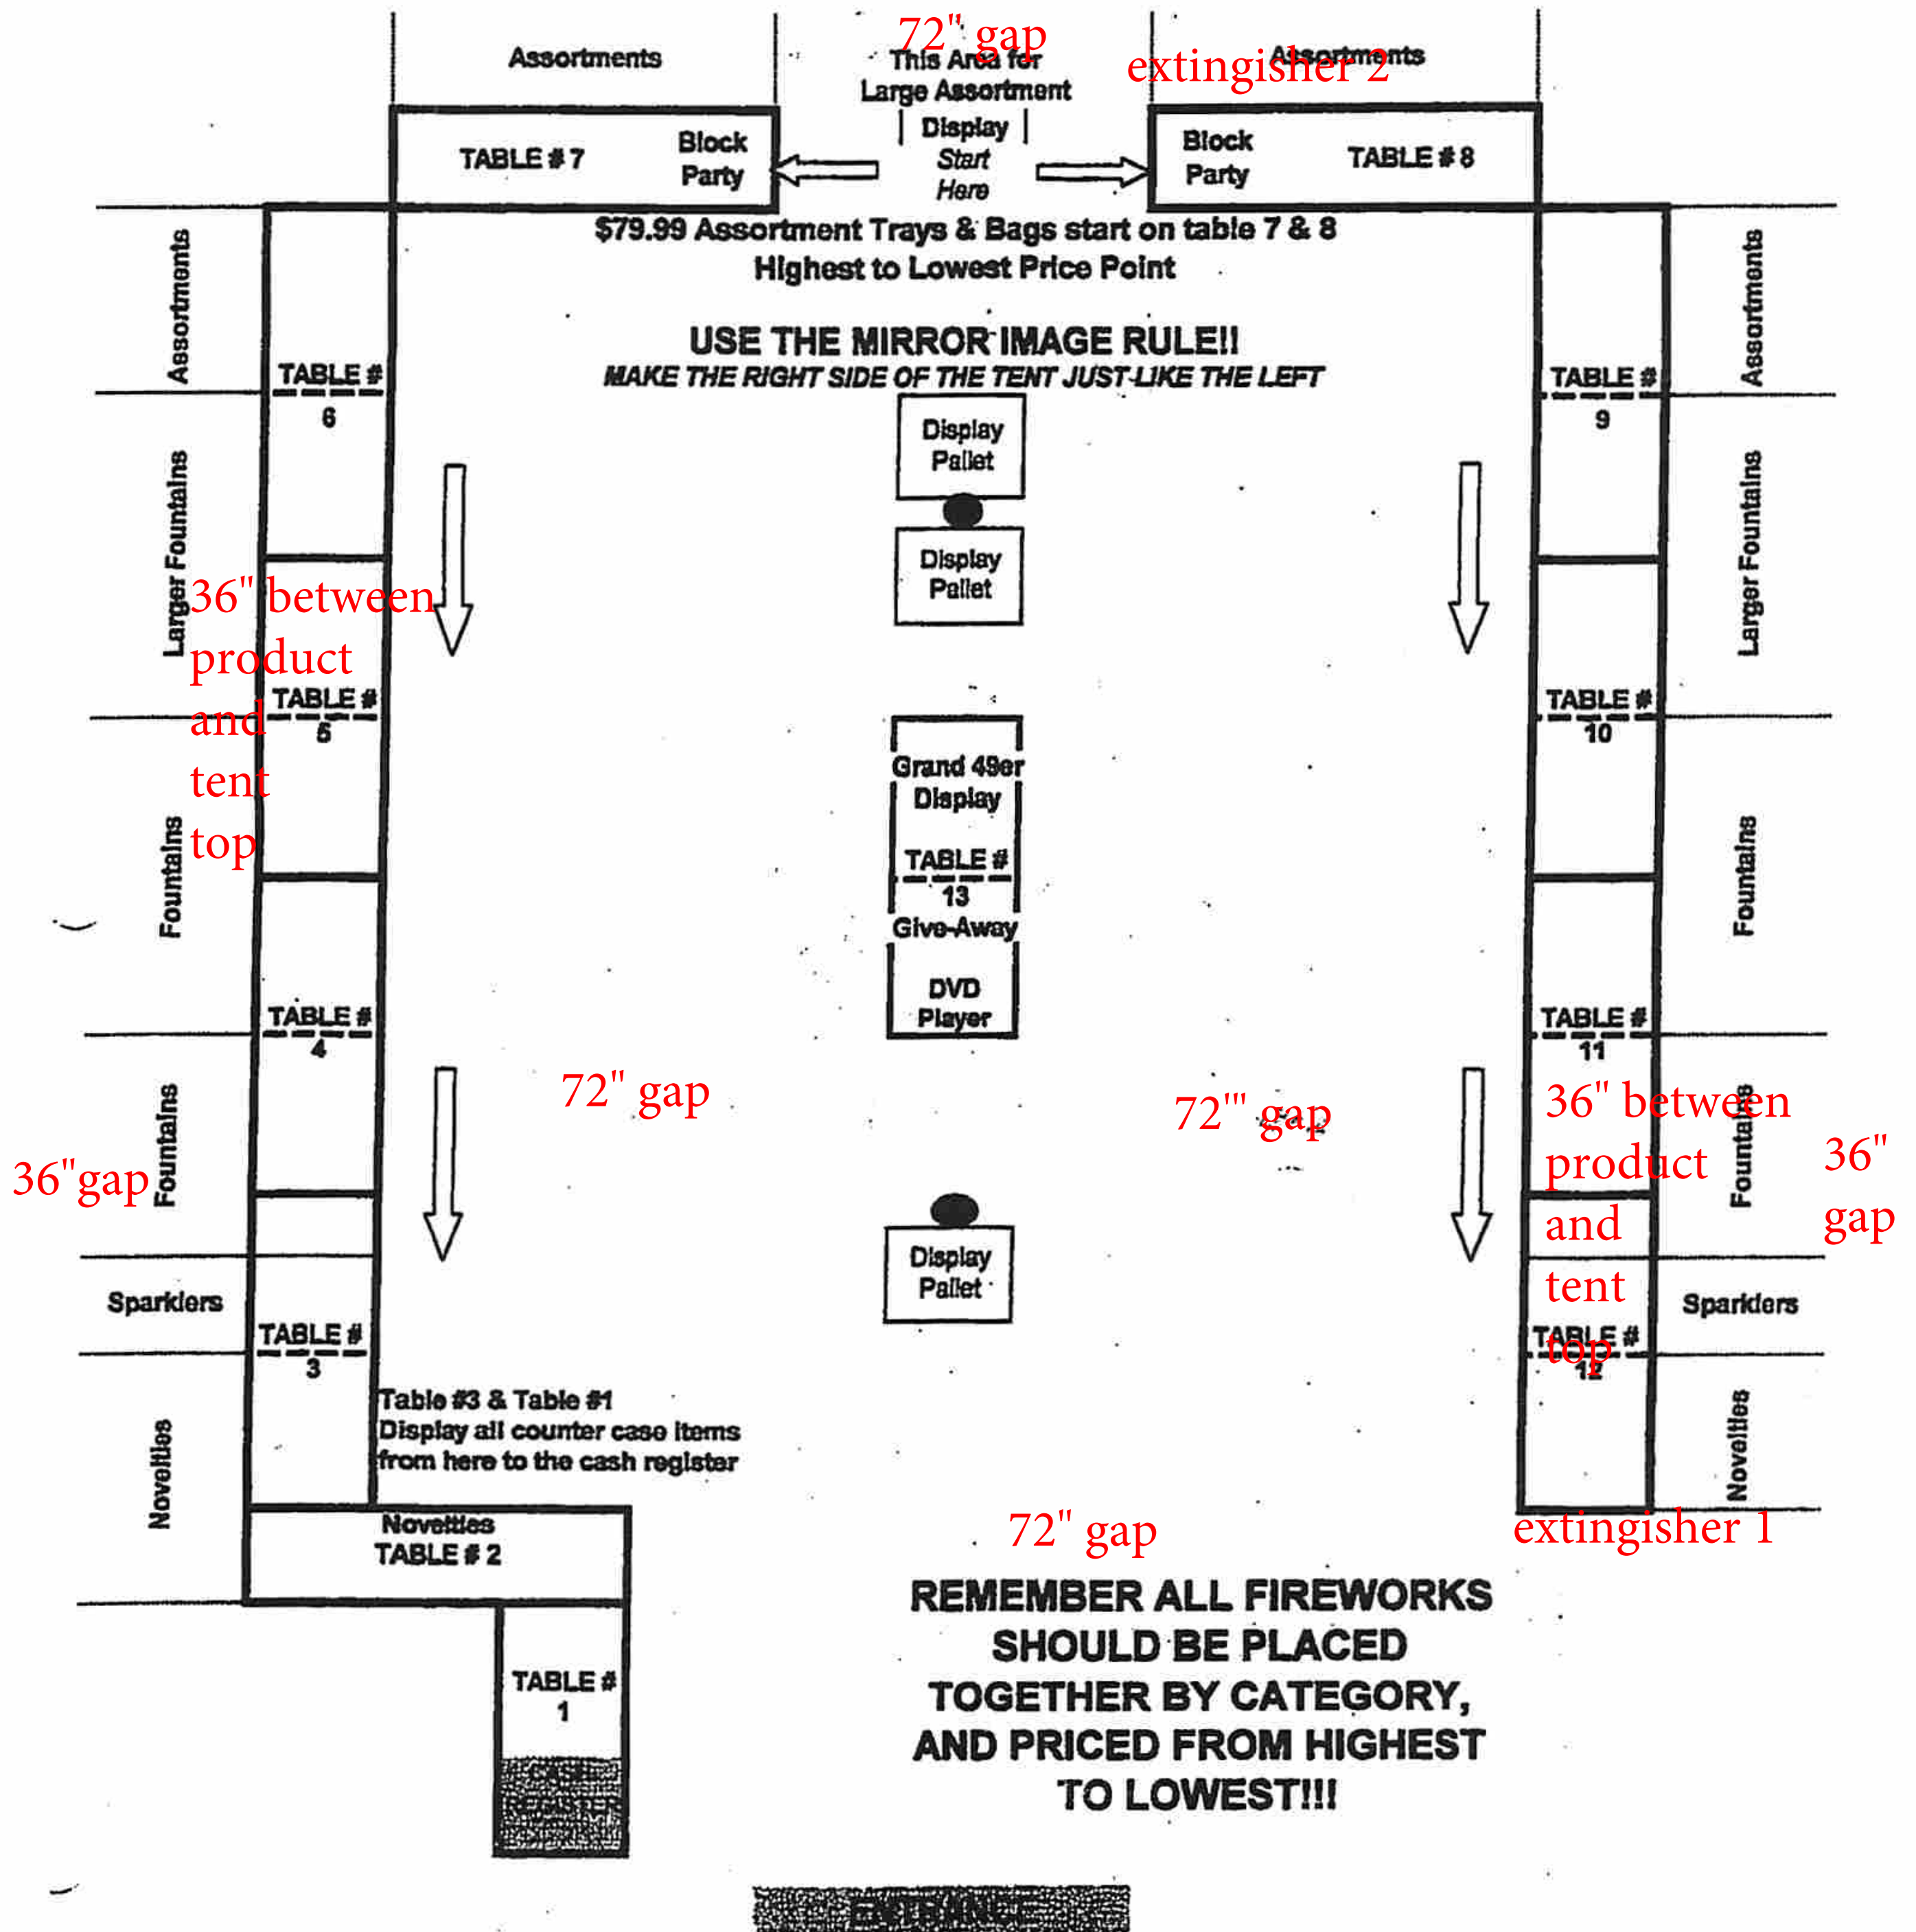 72" gap
Assortments
This Area for
extingisher 2
Assortments
Large Assortment
Display
TABLE # 7
Block
Party
Start
Here
Block
Party
TABLE # 8
$79.99 Assortment Trays & Bags start on table 7 & 8
Highest to Lowest Price Point
USE THE MIRROR IMAGE RULE!!
MAKE THE RIGHT SIDE OF THE TENT JUST LIKE THE LEFT
Assortments
TABLE #
6
Display
Pallet
TABLE #
9
Assortments
Larger Fountains
Display
Pallet
Larger Fountains
36" between
product
and
tent
top
TABLE #
5
Grand 49er
Display
TABLE #
10
TABLE #
13
Give-Away
DVD
Player
Fountains
Fountains
TABLE #
4
TABLE #
11
72" gap
72'" gap
36" between
product
and
tent
top
36"gap
Fountains
Fountains
36"
gap
Sparklers
Display
Pallet
Sparklers
TABLE #
3
TABLE #
12
Table #3 & Table #1
Display all counter case items
from here to the cash register
Novelties
Novelties
Novelties
TABLE # 2
72" gap
extingisher 1
REMEMBER ALL FIREWORKS
SHOULD BE PLACED
TOGETHER BY CATEGORY,
AND PRICED FROM HIGHEST
TO LOWEST!!!
TABLE #
1
CASH
REGISTER
ENTRANCE